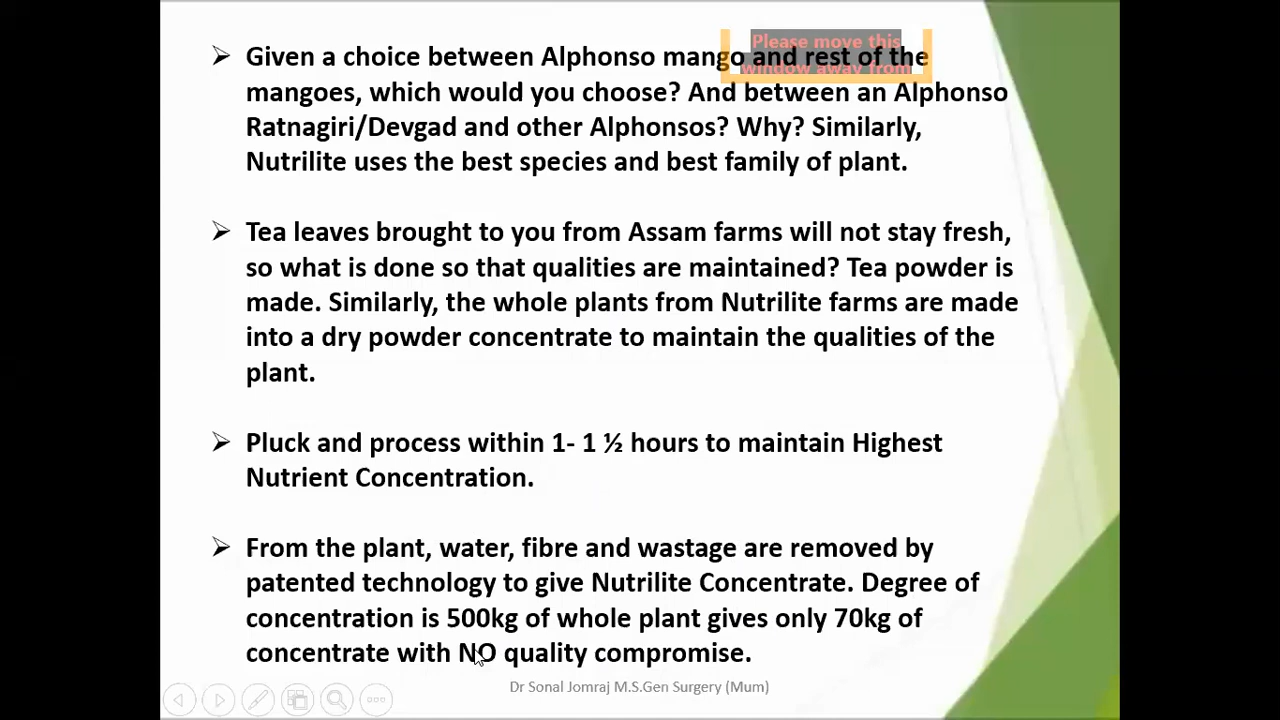 Please move this
window away from
➢ Given a choice between Alphonso mango and rest of the
mangoes, which would you choose? And between an Alphonso
Ratnagiri/Devgad and other Alphonsos? Why? Similarly,
Nutrilite uses the best species and best family of plant.
➢ Tea leaves brought to you from Assam farms will not stay fresh,
so what is done so that qualities are maintained? Tea powder is
made. Similarly, the whole plants from Nutrilite farms are made
into a dry powder concentrate to maintain the qualities of the
plant.
➢ Pluck and process within 1- 1 ½ hours to maintain Highest
Nutrient Concentration.
➢ From the plant, water, fibre and wastage are removed by
patented technology to give Nutrilite Concentrate. Degree of
concentration is 500kg of whole plant gives only 70kg of
concentrate with NO quality compromise.
Dr Sonal Jomraj M.S.Gen Surgery (Mum)